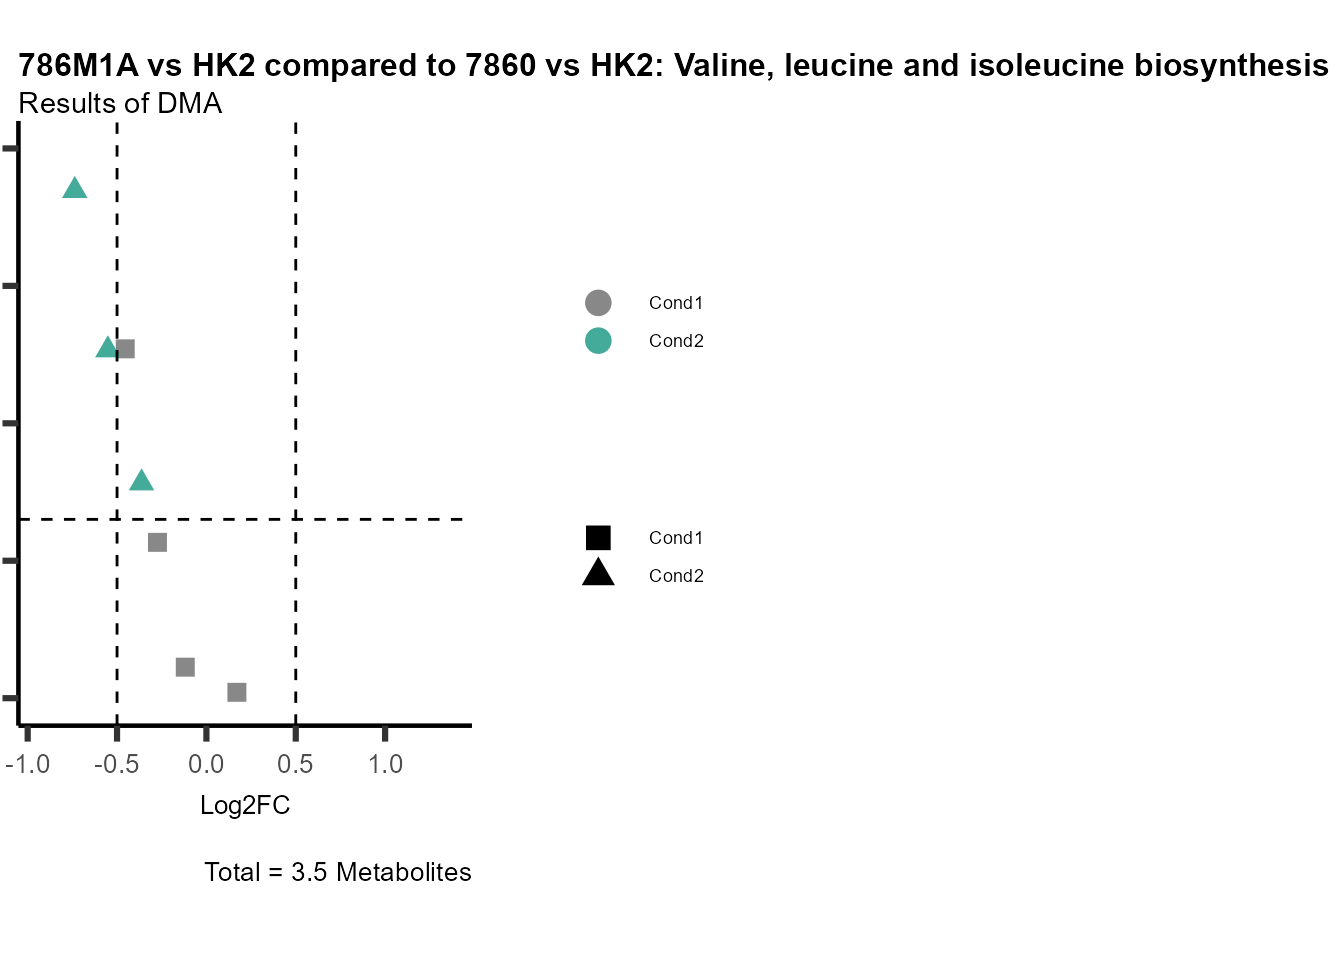 786M1A vs HK2 compared to 7860 vs HK2: Valine, leucine and isoleucine biosynthesis
Results of DMA
Cond1
Cond2
Cond1
Cond2
-1.0 -0.5 0.0 0.5 1.0
Log2FC
Total = 3.5 Metabolites